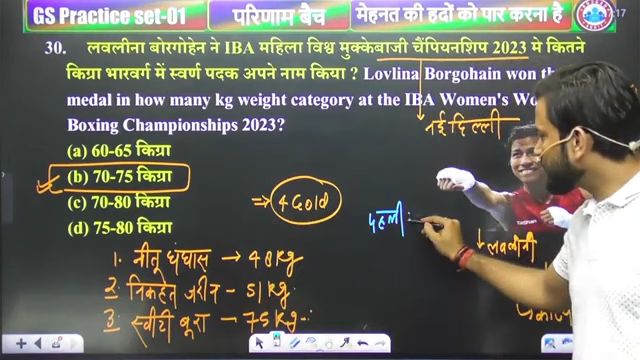 GS Practice set-01 परिणाम बैच मेहनत की हदों को पार करना है
:17
30. लवलीना बोरगोहेन ने IBA महिला विश्व मुक्केबाजी चैंपियनशिप 2023 मे कितने
किग्रा भारवर्ग में स्वर्ण पदक अपने नाम किया ? Lovlina Borgohain won th
medal in how many kg weight category at the IBA Women's Wo
Boxing Championships 2023?
नई दिल्ली
(a) 60-65 किग्रा
(b) 70-75 किग्रा
(c) 70-80 किग्रा
(d) 75-80 किग्रा
⇒ 4 Gold
लवलीनी
1. नीतू घंघास → 48 kg
2. निकहत जरीन - 51 kg
3. स्वीटी बूरा - 75 kg